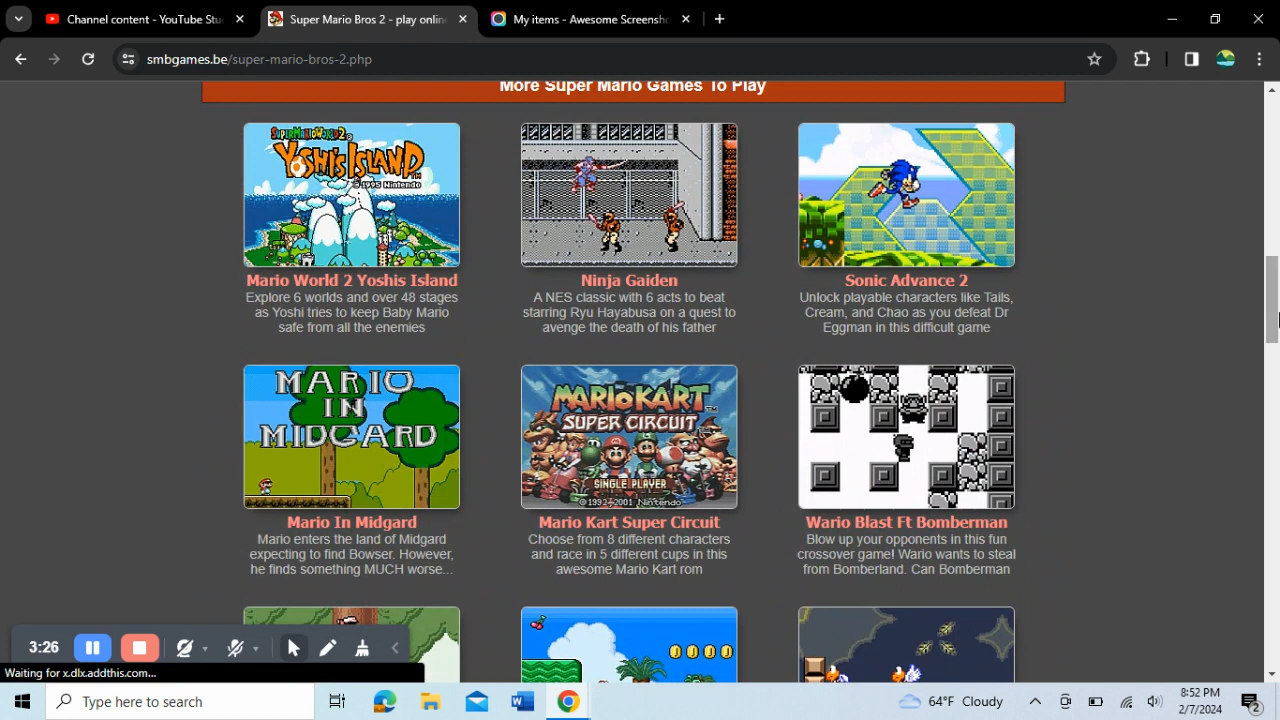 Channel content - YouTube Stu
Super Mario Bros 2 - play onlin
My items - Awesome Screensh
smbgames.be/super-mario-bros-2.php
More Super Mario Games To Play
SUPER MARIO WORLD 2
YOSHI'S ISLAND
© 1995 Nintendo
Mario World 2 Yoshis Island
Explore 6 worlds and over 48 stages
as Yoshi tries to keep Baby Mario
safe from all the enemies
Ninja Gaiden
A NES classic with 6 acts to beat
starring Ryu Hayabusa on a quest to
avenge the death of his father
Sonic Advance 2
Unlock playable characters like Tails,
Cream, and Chao as you defeat Dr
Eggman in this difficult game
MARIO
IN
MIDGARD
Mario In Midgard
Mario enters the land of Midgard
expecting to find Bowser. However,
he finds something MUCH worse...
MARIO KART
SUPER CIRCUIT
TM
SINGLE PLAYER
©1992-2001 Nintendo
Mario Kart Super Circuit
Choose from 8 different characters
and race in 5 different cups in this
awesome Mario Kart rom
Wario Blast Ft Bomberman
Blow up your opponents in this fun
crossover game! Wario wants to steal
from Bomberland. Can Bomberman
3:26
Waiting for x.dlx.addthis.com...
Type here to search
W
64°F Cloudy
8:52 PM
2/7/2024
2